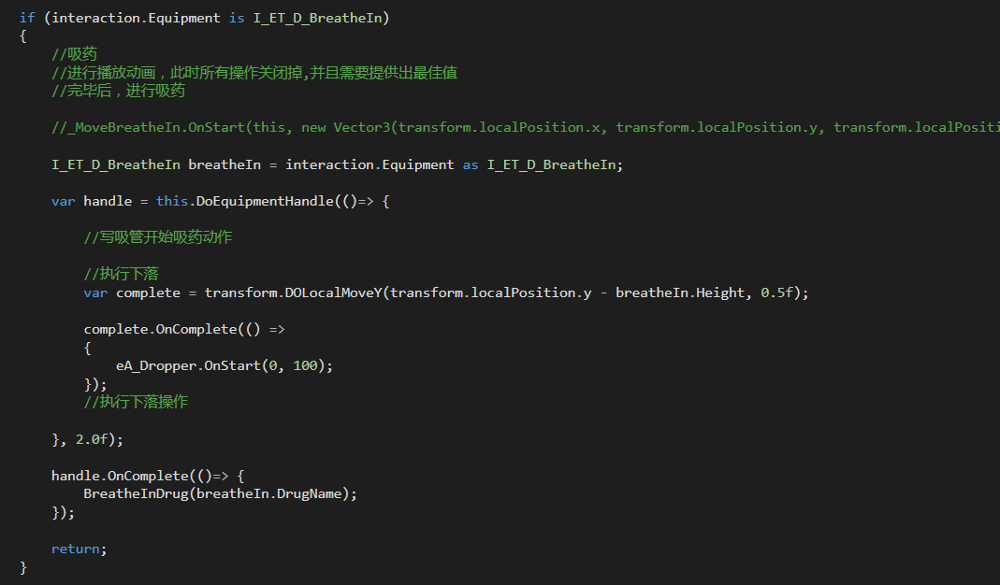 if (interaction.Equipment is I_ET_D_BreatheIn)
{
//吸药
//进行播放动画，此时所有操作关闭掉,并且需要提供出最佳值
//完毕后，进行吸药
//_MoveBreatheIn.OnStart(this, new Vector3(transform.localPosition.x, transform.localPosition.y, transform.localPositi
I_ET_D_BreatheIn breatheIn = interaction.Equipment as I_ET_D_BreatheIn;
var handle = this.DoEquipmentHandle(()=> {
//写吸管开始吸药动作
//执行下落
var complete = transform.DOLocalMoveY(transform.localPosition.y - breatheIn.Height, 0.5f);
complete.OnComplete(() =>
{
eA_Dropper.OnStart(0, 100);
});
//执行下落操作
}, 2.0f);
handle.OnComplete(()=> {
BreatheInDrug(breatheIn.DrugName);
});
return;
}